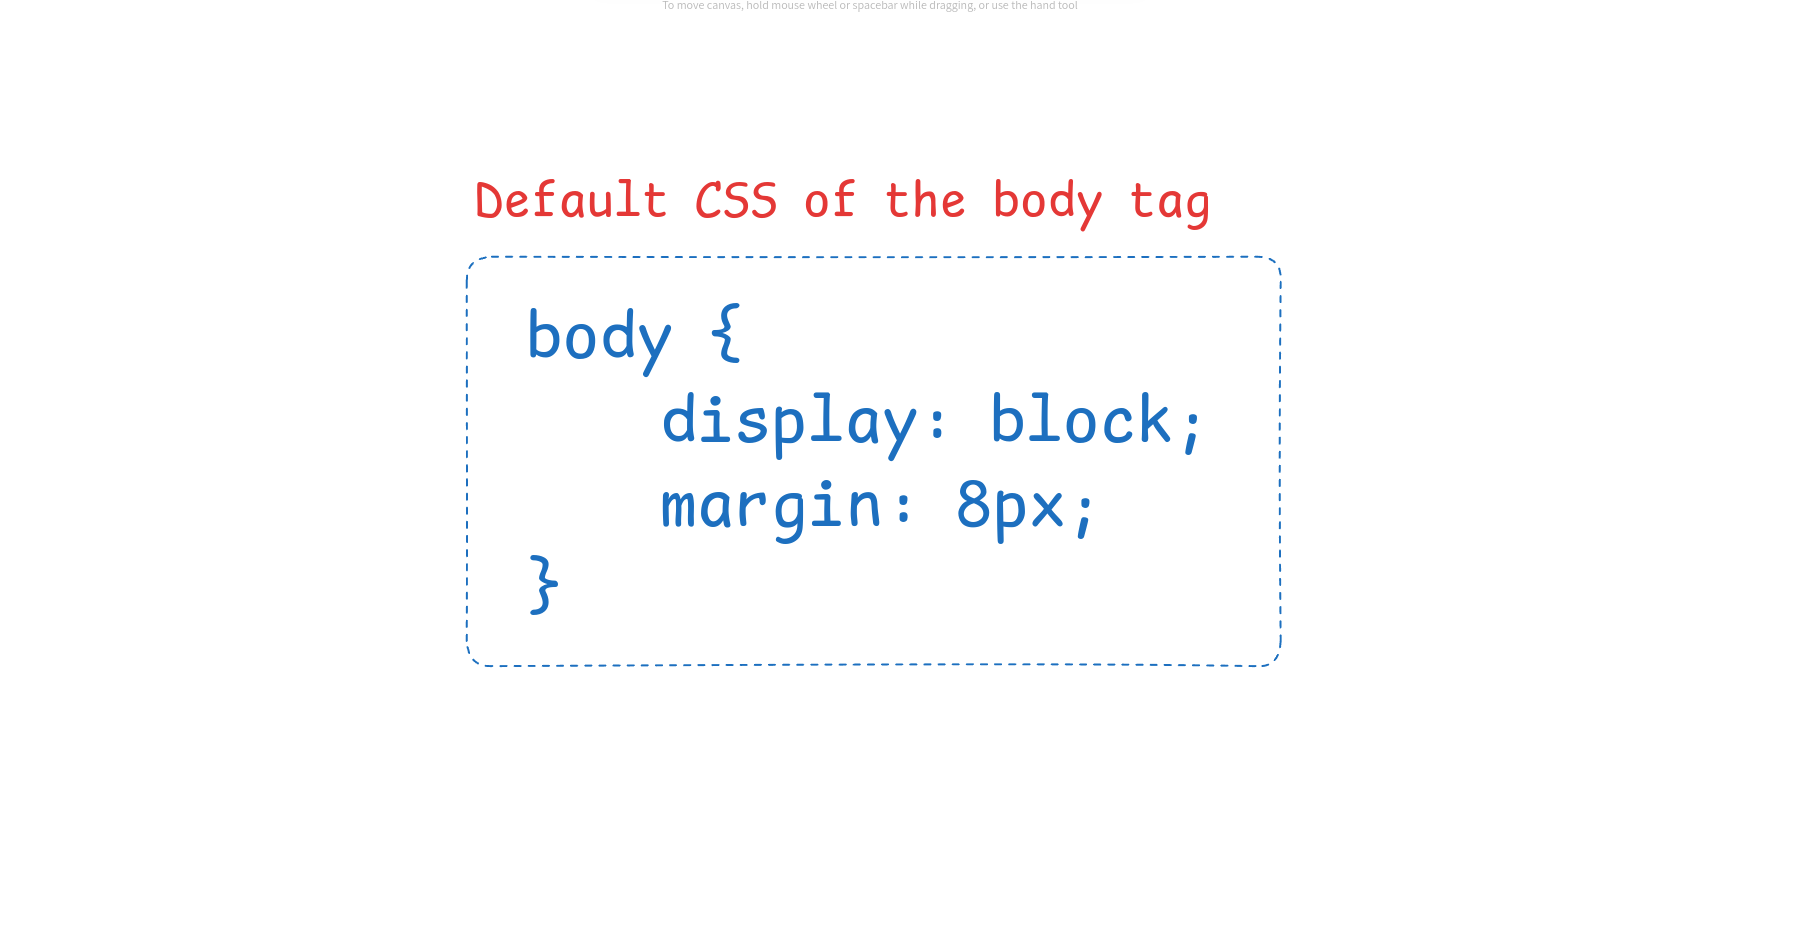 To move canvas, hold mouse wheel or spacebar while dragging, or use the hand tool
Default CSS of the body tag
body {
    display: block;
    margin: 8px;
}